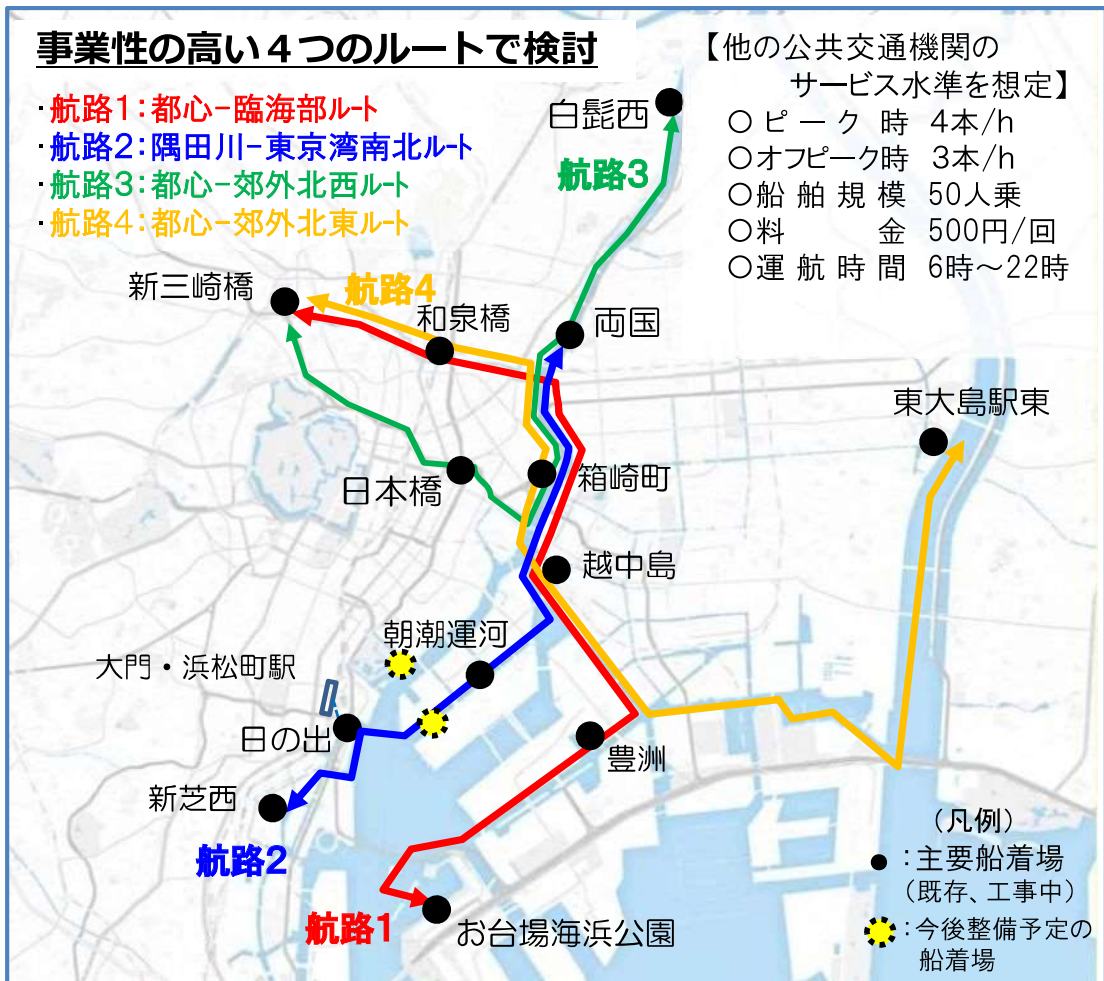 事業性の高い４つのルートで検討
・航路1：都心−臨海部ルート
・航路2：隅田川−東京湾南北ルート
・航路3：都心−郊外北西ルート
・航路4：都心−郊外北東ルート
【他の公共交通機関の
サービス水準を想定】
○ピーク時 4本/h
○オフピーク時 3本/h
○船舶規模 50人乗
○料金 500円/回
○運航時間 6時～22時
白髭西
航路3
新三崎橋
航路4
和泉橋
両国
東大島駅東
日本橋
箱崎町
越中島
朝潮運河
大門・浜松町駅
日の出
豊洲
新芝西
航路2
航路1
お台場海浜公園
（凡例）
：主要船着場
（既存、工事中）
：今後整備予定の
船着場